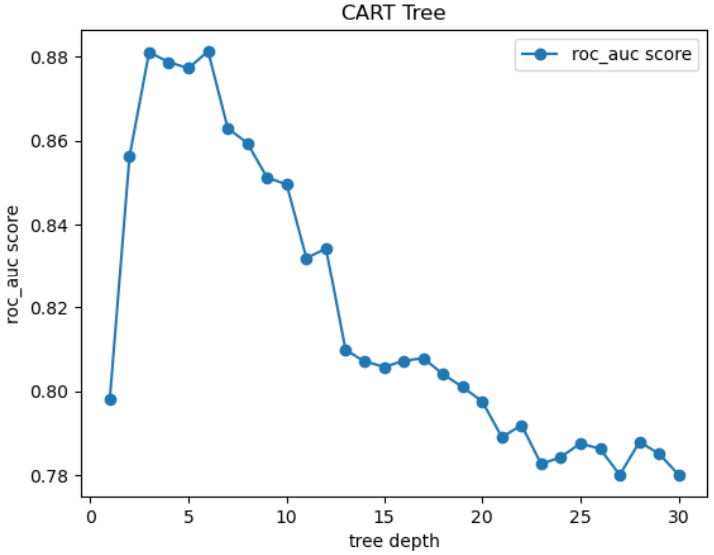 CART Tree
roc_auc score
roc_auc score
0.88
0.86
0.84
0.82
0.80
0.78
0 5 10 15 20 25 30
tree depth